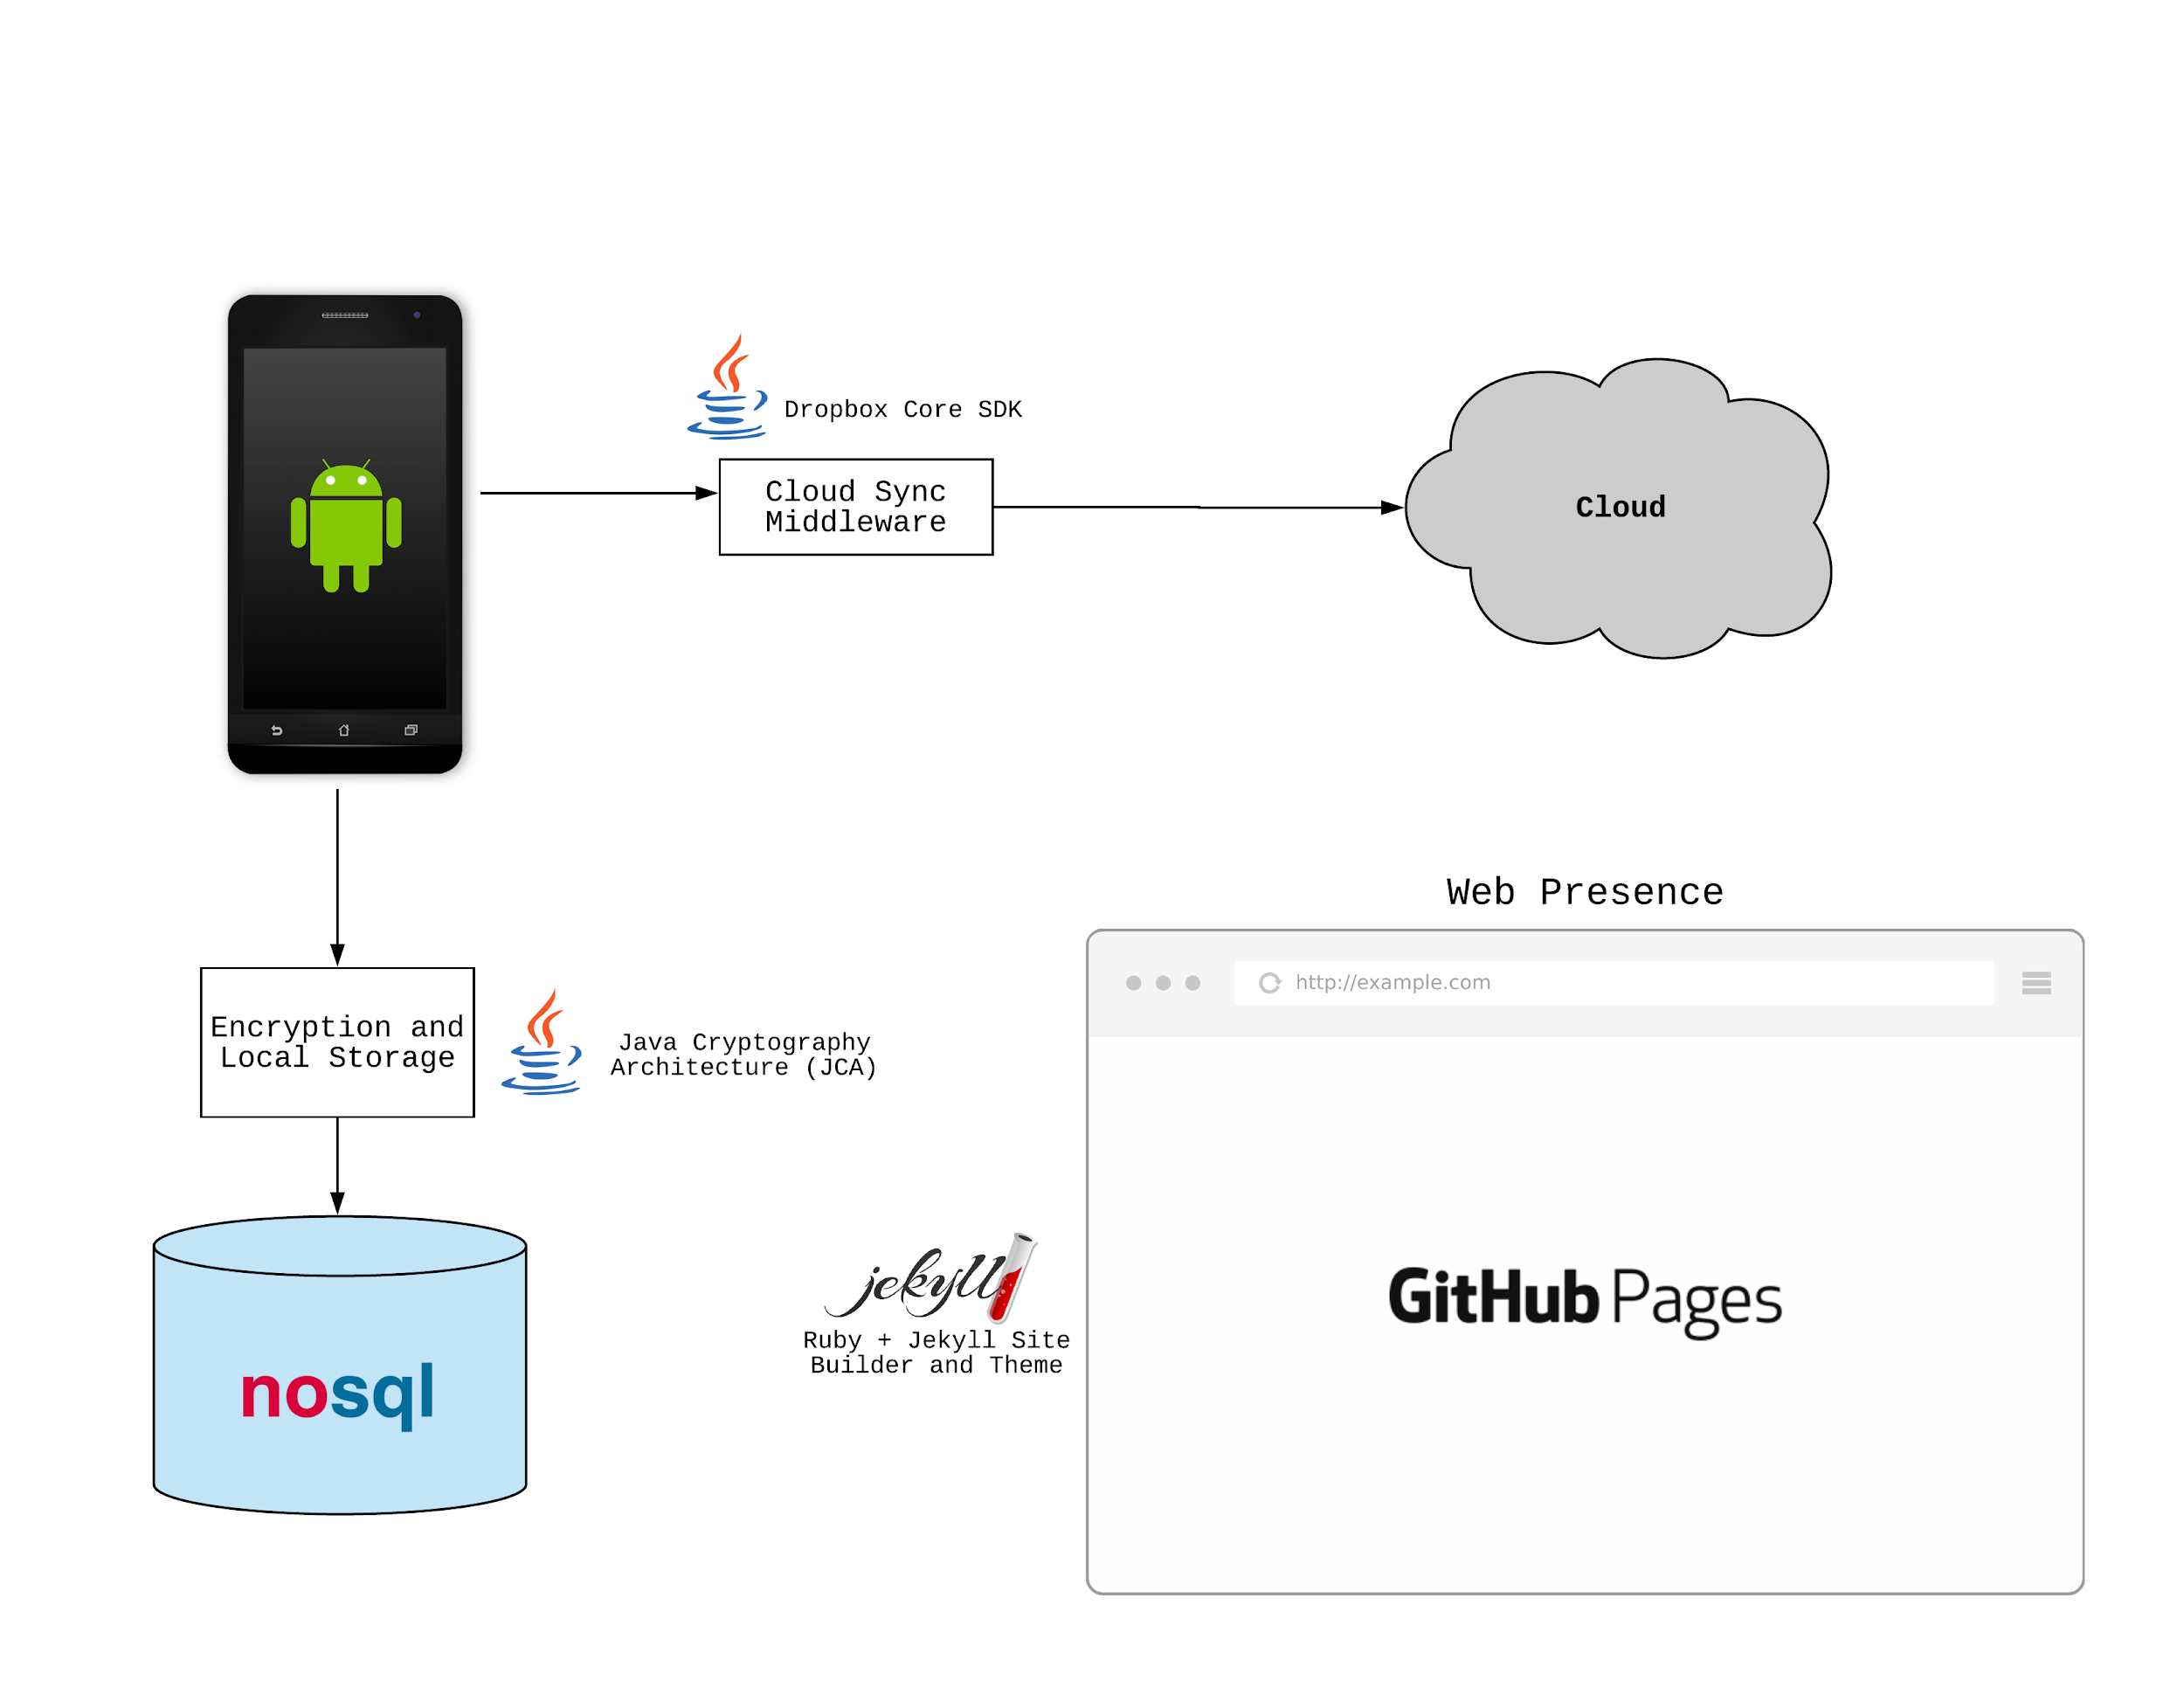 Dropbox Core SDK
Cloud Sync
Middleware
Cloud
Web Presence
http://example.com
Encryption and
Local Storage
Java Cryptography
Architecture (JCA)
jekyll
Ruby + Jekyll Site
Builder and Theme
GitHub Pages
nosql